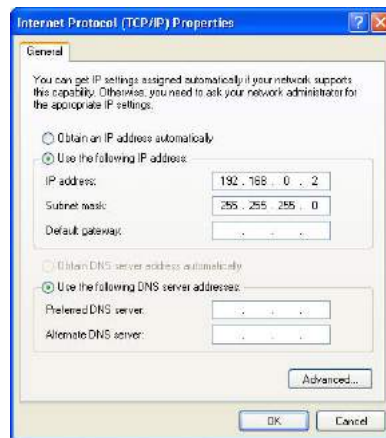 Internet Protocol (TCP/IP) Properties
General
You can get IP settings assigned automatically if your network supports
this capability. Otherwise, you need to ask your network administrator for
the appropriate IP settings.
Obtain an IP address automatically
Use the following IP address:
IP address: 192 . 168 . 0 . 2
Subnet mask: 255 . 255 . 255 . 0
Default gateway: . . .
Obtain DNS server address automatically
Use the following DNS server addresses:
Preferred DNS server: . . .
Alternate DNS server: . . .
Advanced...
OK Cancel